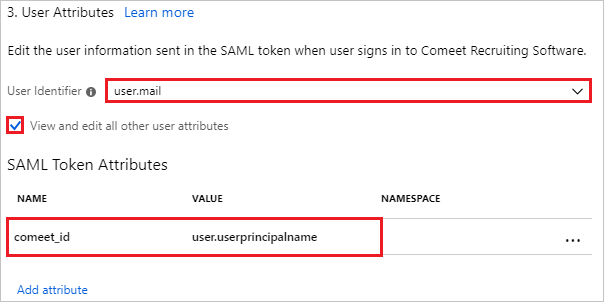 3. User Attributes Learn more
Edit the user information sent in the SAML token when user signs in to Comeet Recruiting Software.
User Identifier user.mail
View and edit all other user attributes
SAML Token Attributes
NAME VALUE NAMESPACE
comeet_id user.userprincipalname ...
Add attribute